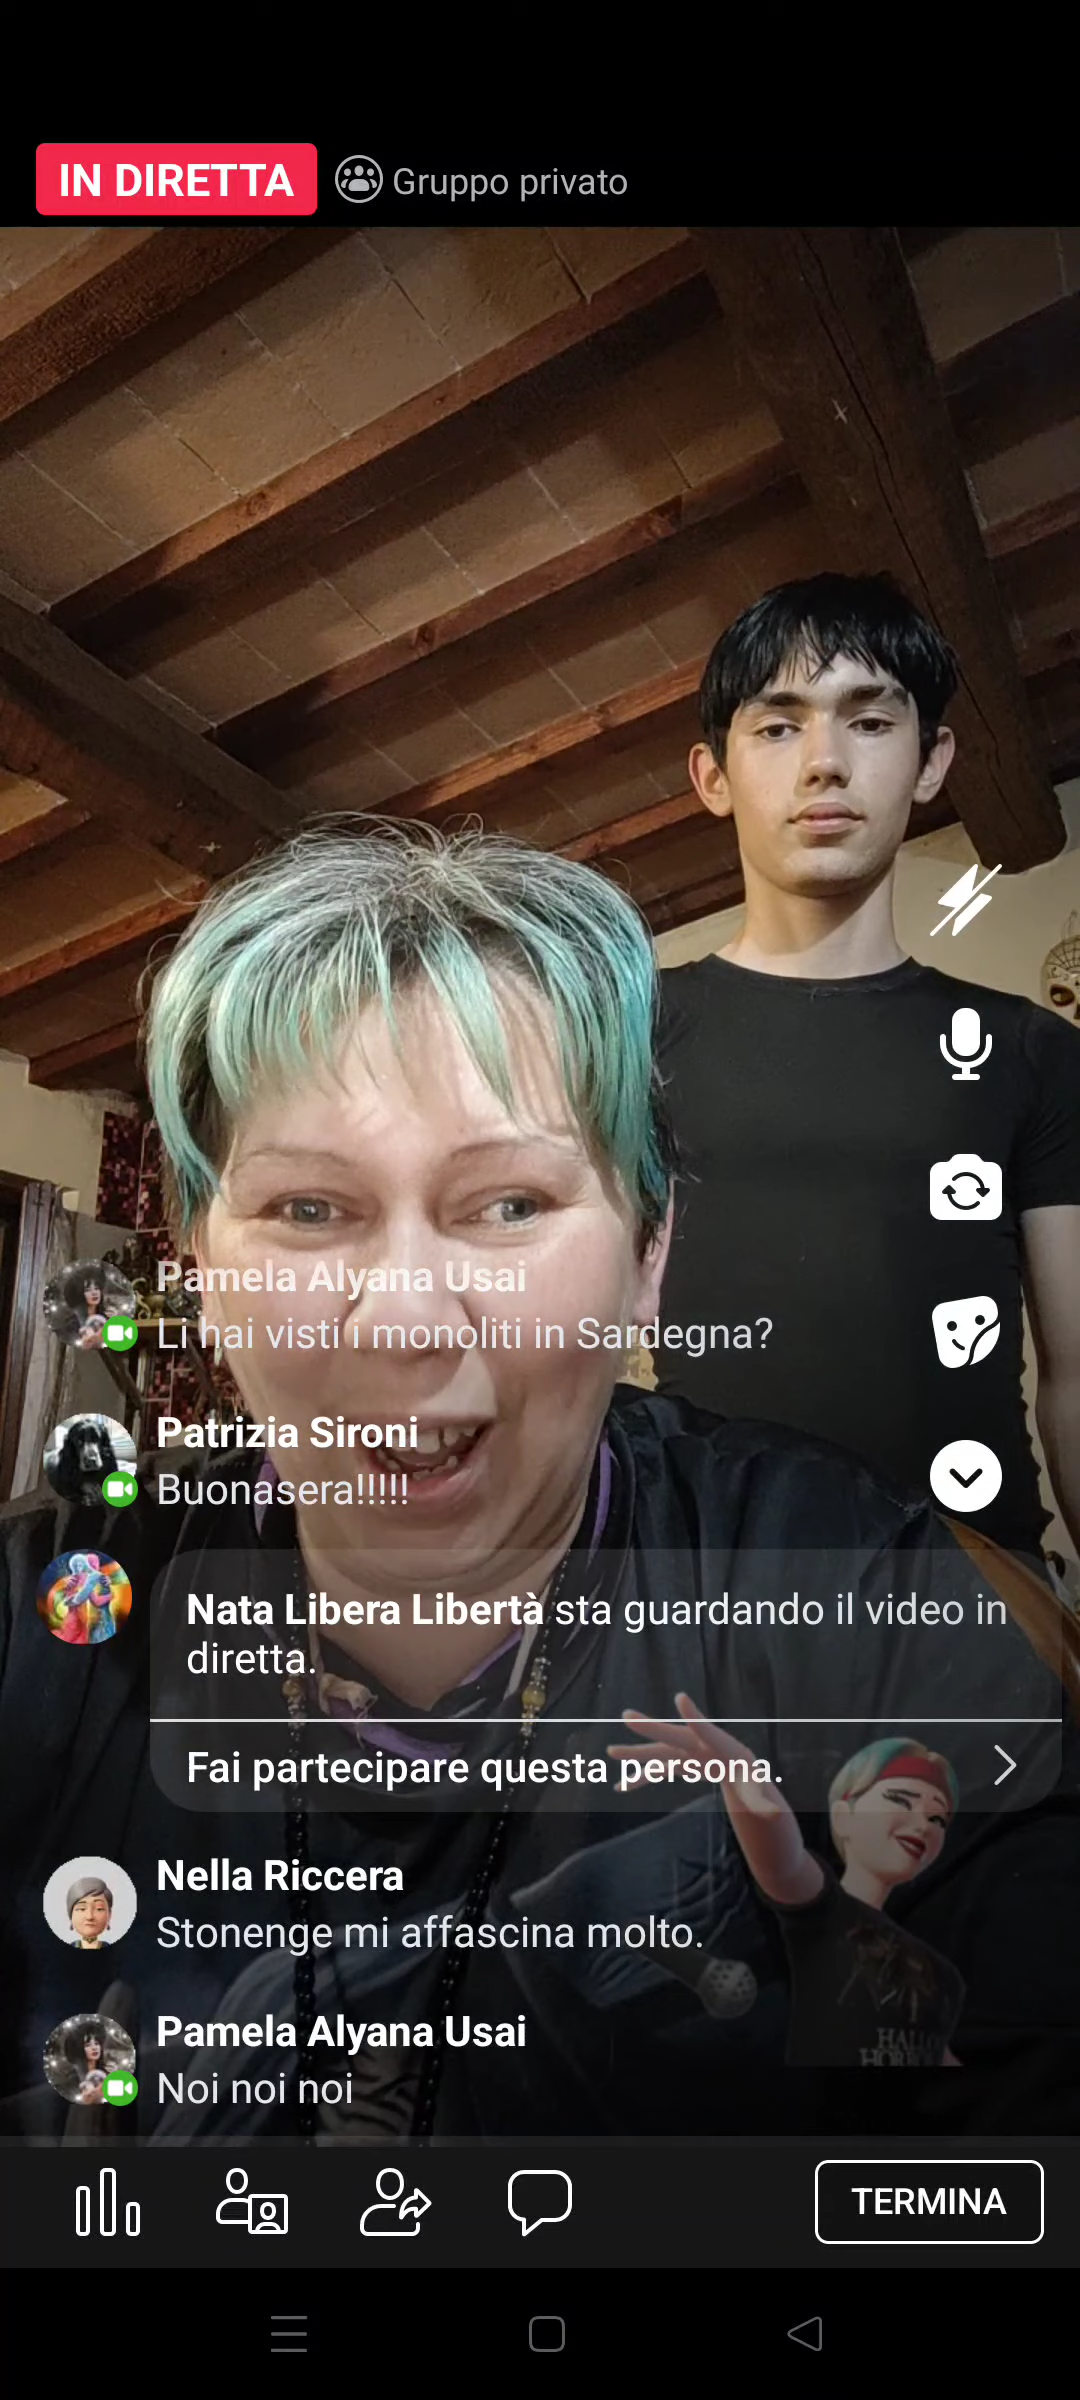 IN DIRETTA
Gruppo privato
Pamela Alyana Usai
Li hai visti i monoliti in Sardegna?
Patrizia Sironi
Buonasera!!!!!
Nata Libera Libertà sta guardando il video in
diretta.
Fai partecipare questa persona.
Nella Riccera
Stonenge mi affascina molto.
Pamela Alyana Usai
Noi noi noi
TERMINA